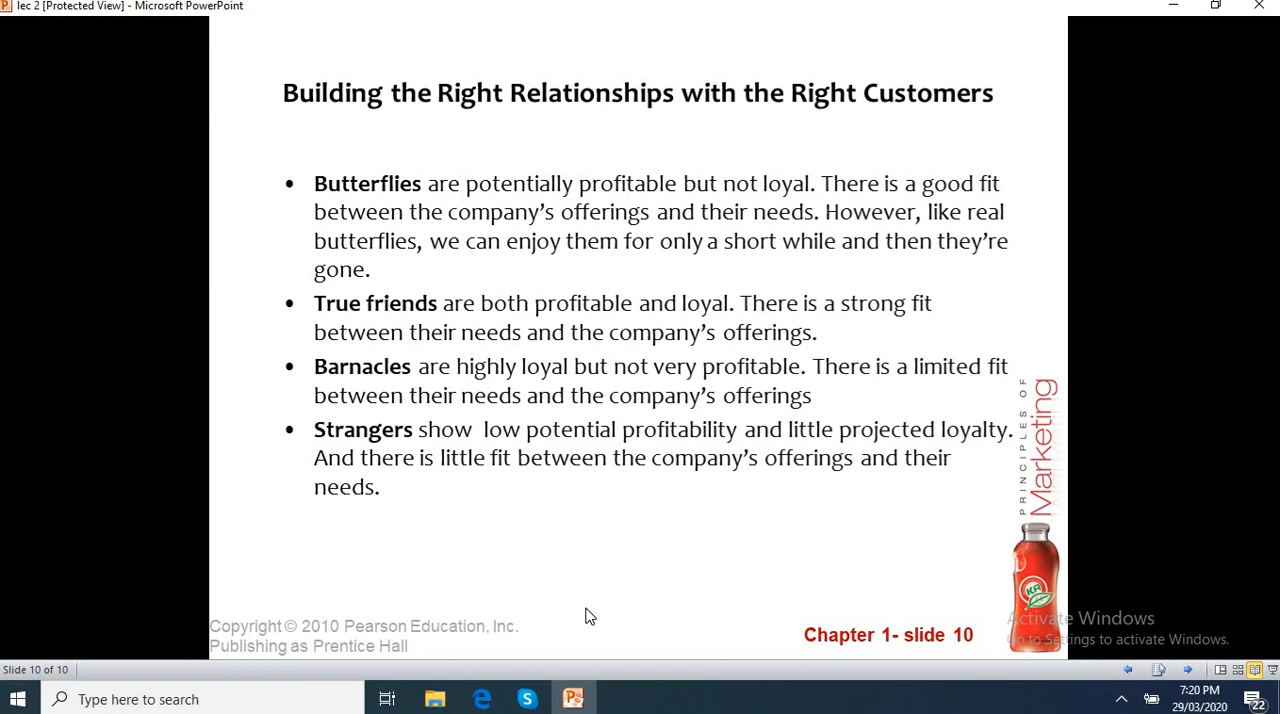 lec 2 [Protected View] - Microsoft PowerPoint
Building the Right Relationships with the Right Customers
• Butterflies are potentially profitable but not loyal. There is a good fit
between the company’s offerings and their needs. However, like real
butterflies, we can enjoy them for only a short while and then they’re
gone.
• True friends are both profitable and loyal. There is a strong fit
between their needs and the company’s offerings.
• Barnacles are highly loyal but not very profitable. There is a limited fit
between their needs and the company’s offerings
• Strangers show low potential profitability and little projected loyalty.
And there is little fit between the company’s offerings and their
needs.
PRINCIPLES OF
Marketing
KR
Activate Windows
Go to Settings to activate Windows.
Copyright © 2010 Pearson Education, Inc.
Publishing as Prentice Hall
Chapter 1- slide 10
Slide 10 of 10
Type here to search
7:20 PM
29/03/2020
22